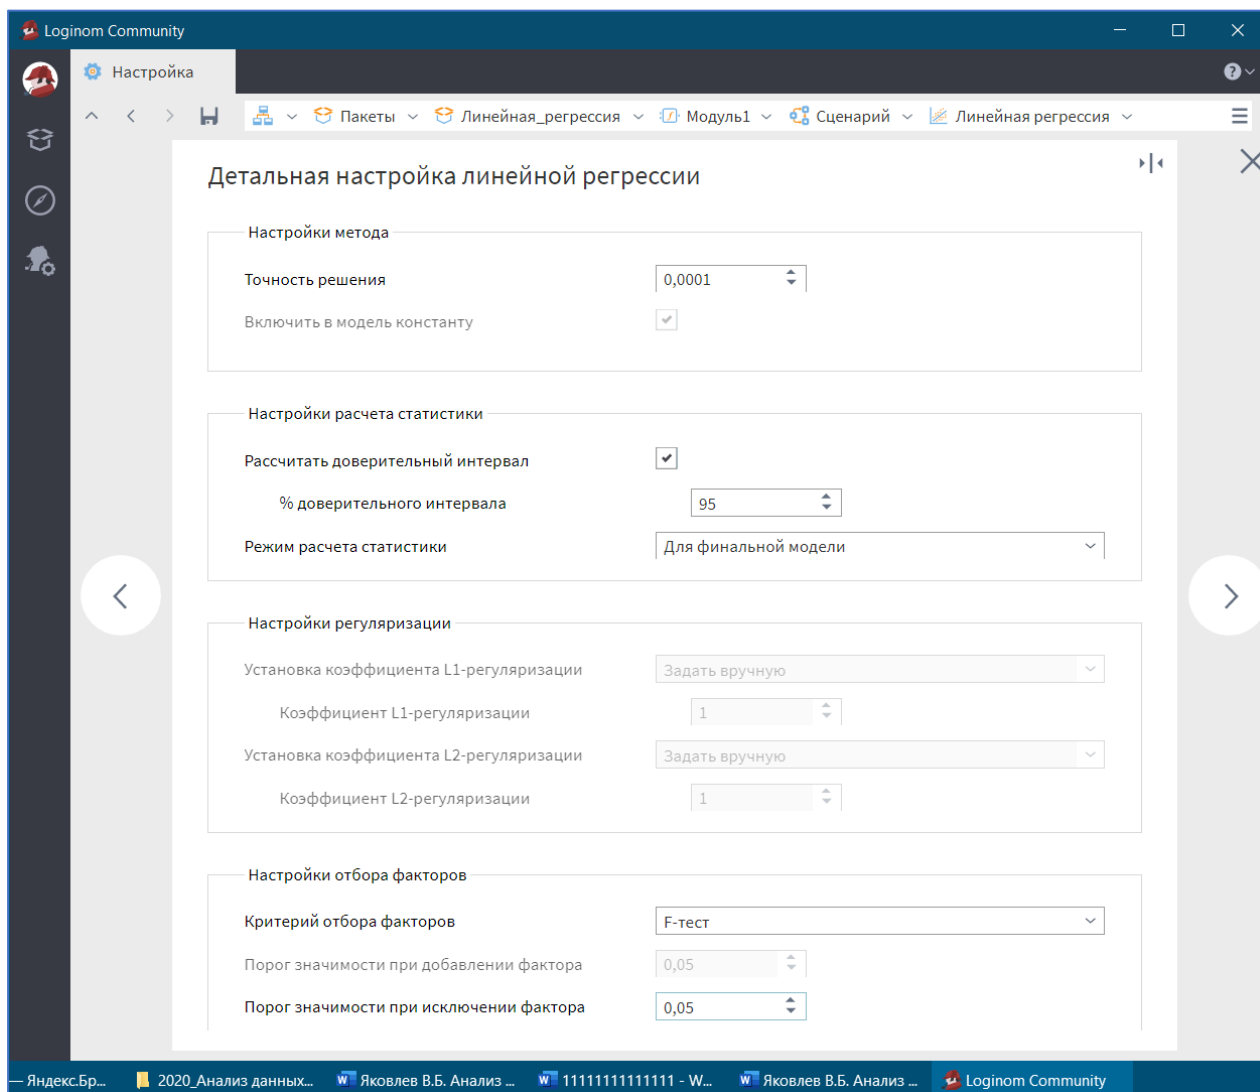 Loginom Community
Настройка
Пакеты Линейная_регрессия Модуль1 Сценарий Линейная регрессия
Детальная настройка линейной регрессии
Настройки метода
Точность решения 0,0001
Включить в модель константу
Настройки расчета статистики
Рассчитать доверительный интервал
% доверительного интервала 95
Режим расчета статистики Для финальной модели
Настройки регуляризации
Установка коэффициента L1-регуляризации Задать вручную
Коэффициент L1-регуляризации 1
Установка коэффициента L2-регуляризации Задать вручную
Коэффициент L2-регуляризации 1
Настройки отбора факторов
Критерий отбора факторов F-тест
Порог значимости при добавлении фактора 0,05
Порог значимости при исключении фактора 0,05
— Яндекс.Бр... 2020_Анализ данных... Яковлев В.Б. Анализ ... 11111111111111 - W... Яковлев В.Б. Анализ ... Loginom Community